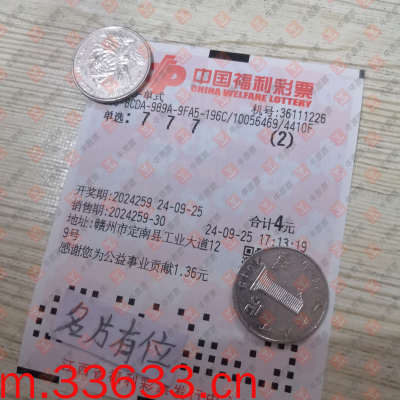 中国福利彩票
CHINA WELFARE LOTTERY
单式
机号:36111226
6CDA-989A-9FA5-196C/10056469/4410F
单选: 7 7 7 (2)
开奖期:2024259 24-09-25
合计4元
销售期:2024259-30 24-09-25 17:13:19
地址:赣州市定南县工业大道12
9号
感谢您为公益事业贡献1.36元
名片有位
m.33633.cn